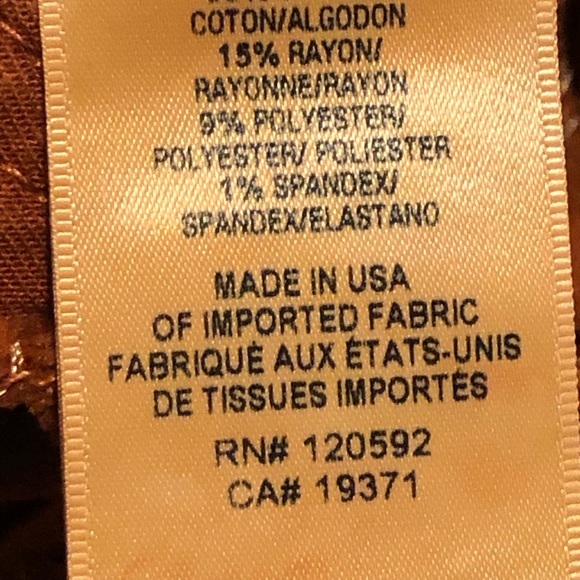 COTON/ALGODON
15% RAYON/
RAYONNE/RAYON
9% POLYESTER/
POLYESTER/ POLIESTER
1% SPANDEX/
SPANDEX/ELASTANO
MADE IN USA
OF IMPORTED FABRIC
FABRIQUÉ AUX ÉTATS-UNIS
DE TISSUES IMPORTÉS
RN# 120592
CA# 19371